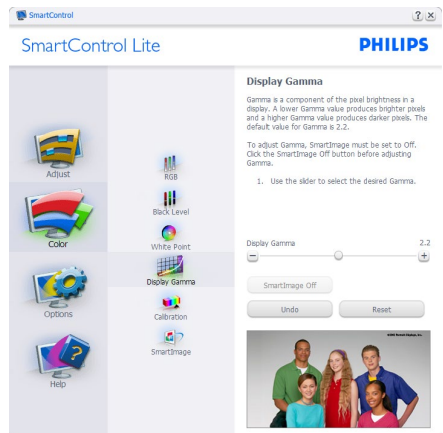 SmartControl
SmartControl Lite
PHILIPS
Adjust
Color
Options
Help
RGB
Black Level
White Point
Display Gamma
Calibration
SmartImage
Display Gamma
Gamma is a component of the pixel brightness in a
display. A lower Gamma value produces brighter pixels
and a higher Gamma value produces darker pixels. The
default value for Gamma is 2.2.
To adjust Gamma, SmartImage must be set to Off.
Click the SmartImage Off button before adjusting
Gamma.
1. Use the slider to select the desired Gamma.
Display Gamma 2.2
SmartImage Off
Undo Reset